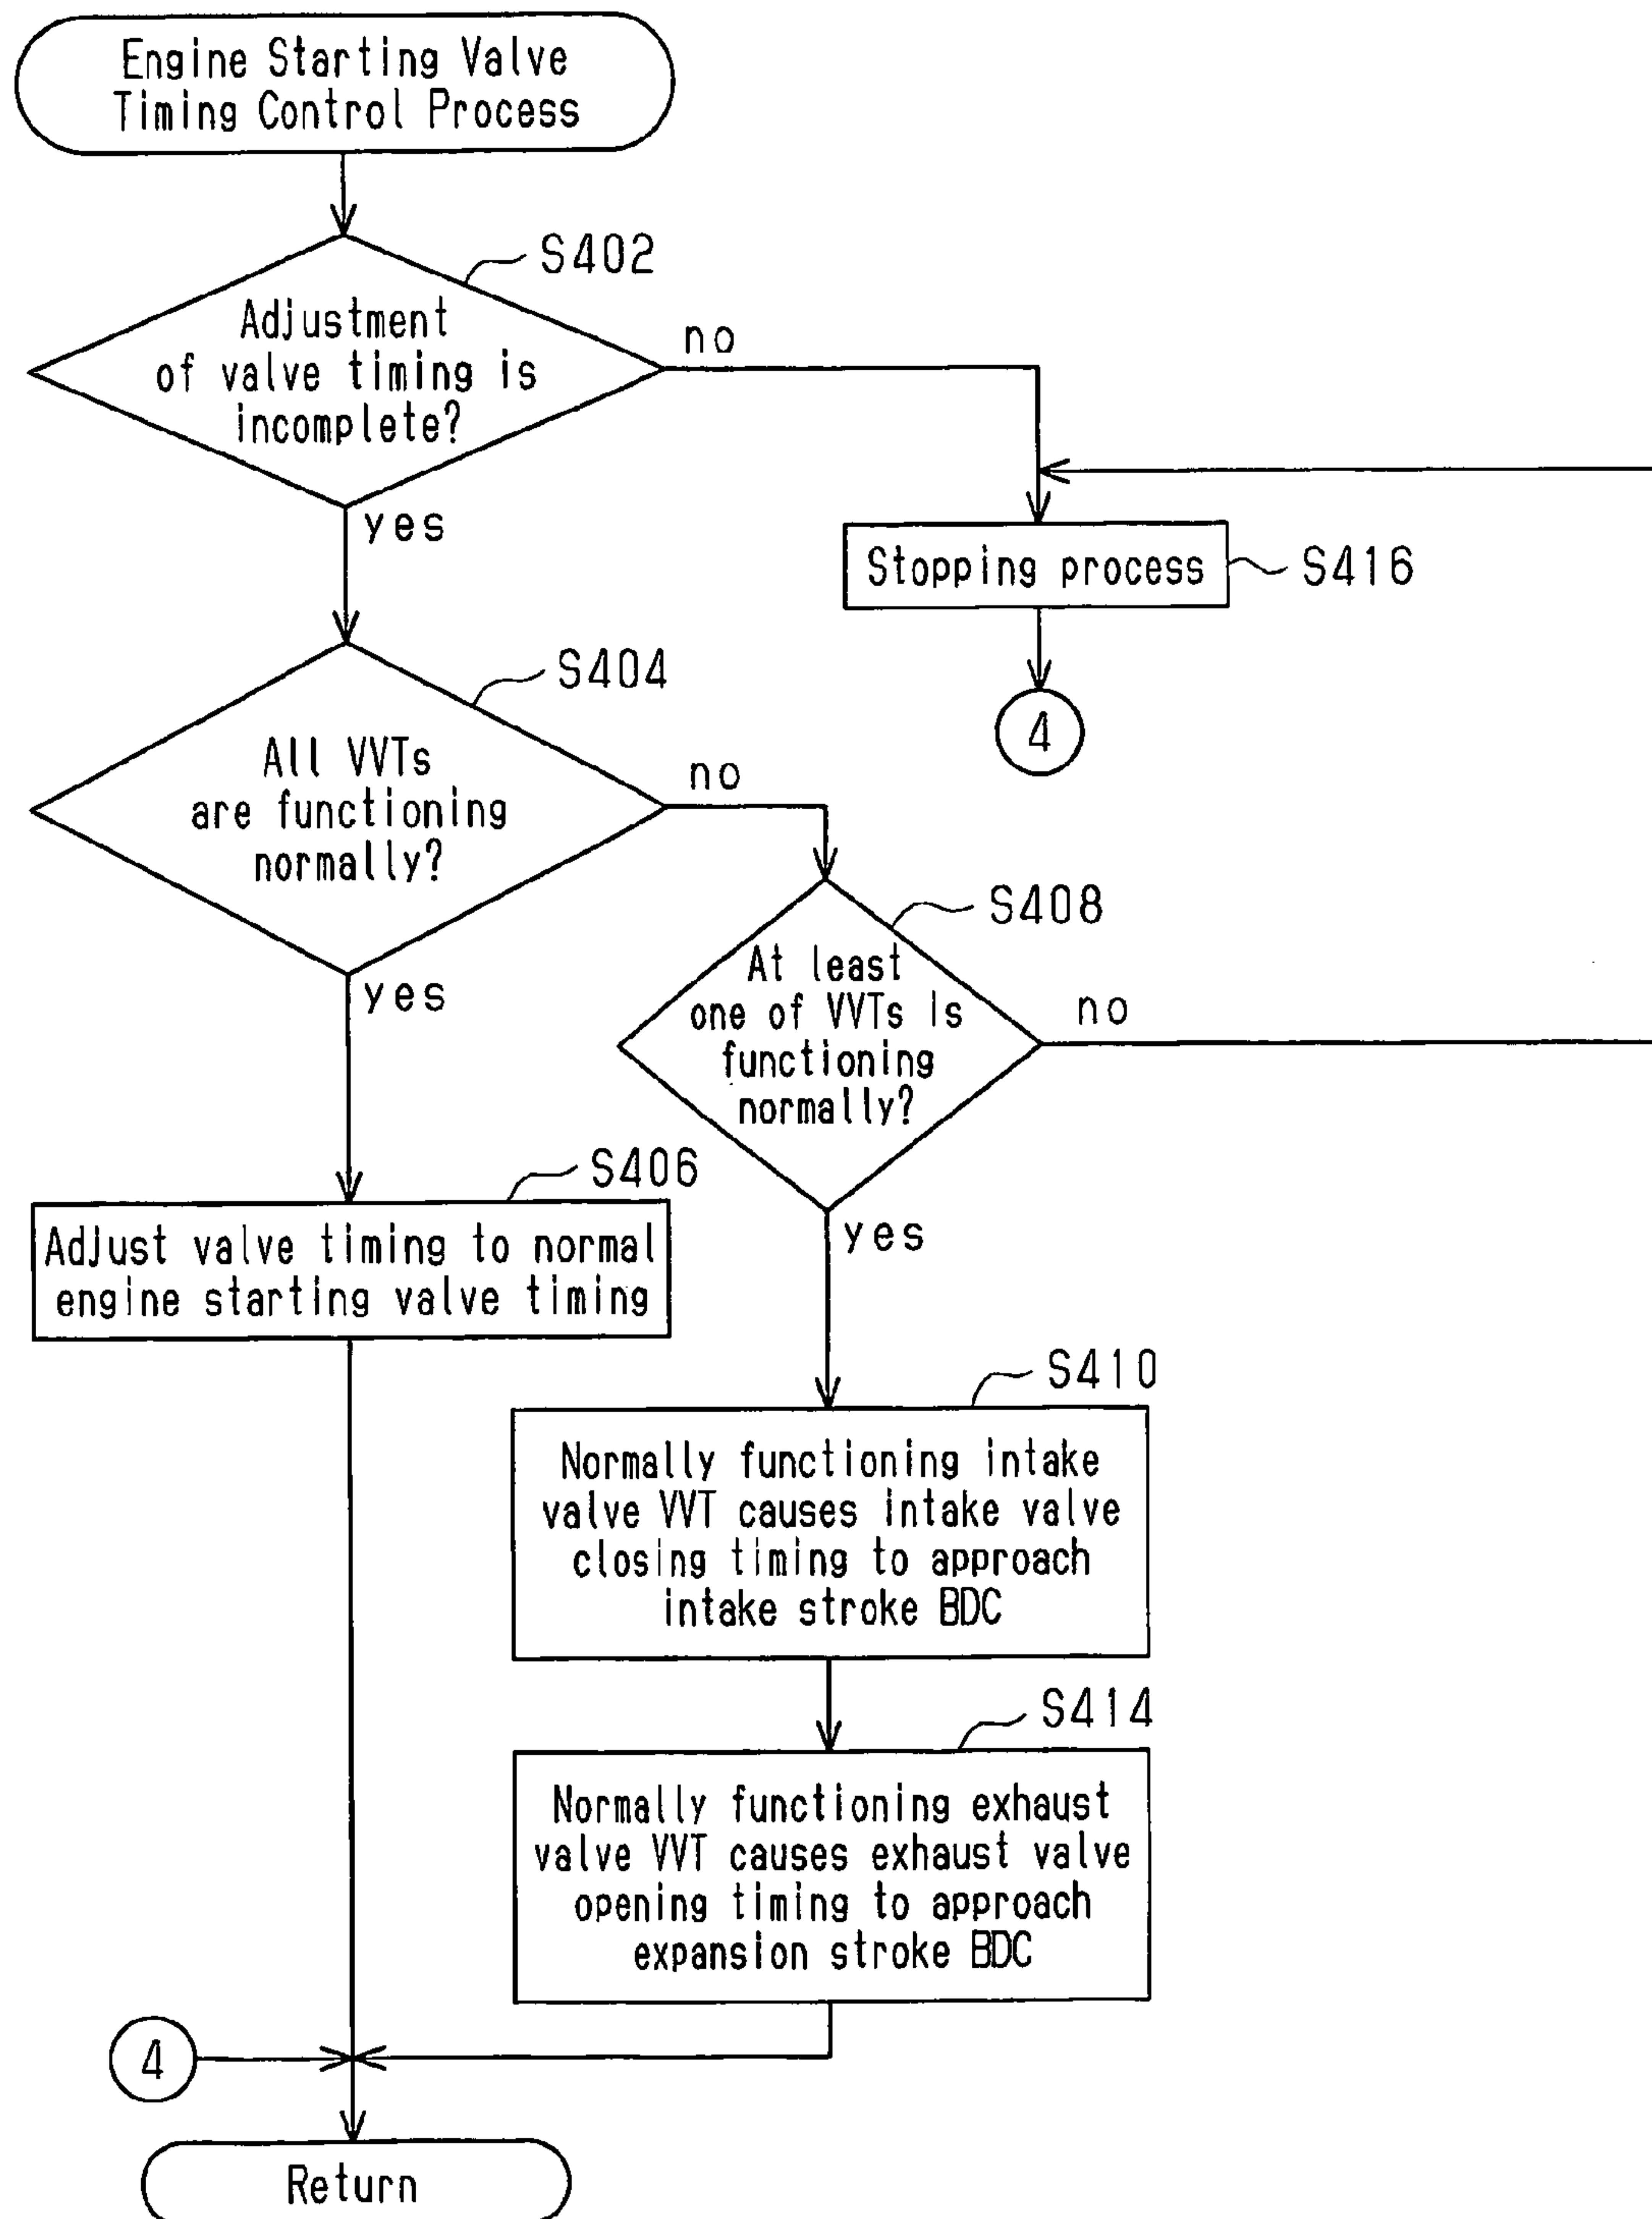 Engine Starting Valve
Timing Control Process
S402
Adjustment
of valve timing is
incomplete?
no
yes
Stopping process
S416
4
S404
All VVTs
are functioning
normally?
no
yes
S408
At least
one of VVTs is
functioning
normally?
no
yes
S406
Adjust valve timing to normal
engine starting valve timing
S410
Normally functioning intake
valve VVT causes intake valve
closing timing to approach
intake stroke BDC
S414
Normally functioning exhaust
valve VVT causes exhaust valve
opening timing to approach
expansion stroke BDC
4
Return